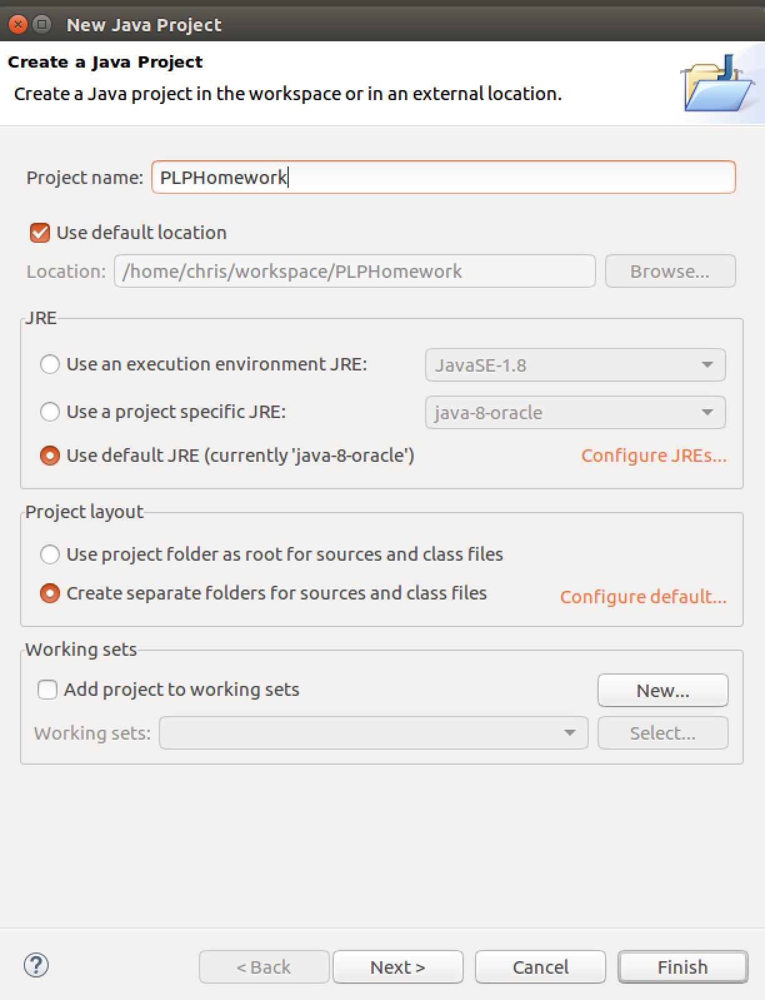 New Java Project
Create a Java Project
Create a Java project in the workspace or in an external location.
Project name: PLPHomework
Use default location
Location: /home/chris/workspace/PLPHomework Browse...
JRE
Use an execution environment JRE: JavaSE-1.8
Use a project specific JRE: java-8-oracle
Use default JRE (currently 'java-8-oracle') Configure JREs...
Project layout
Use project folder as root for sources and class files
Create separate folders for sources and class files Configure default...
Working sets
Add project to working sets New...
Working sets: Select...
? < Back Next > Cancel Finish